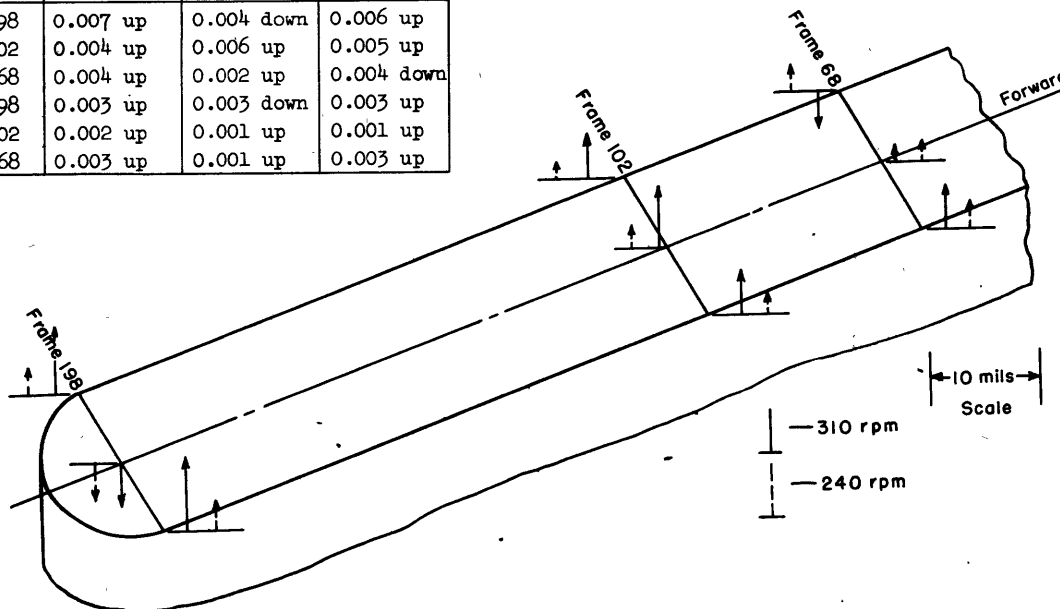 98 0.007 up 0.004 down 0.006 up
02 0.004 up 0.006 up 0.005 up
68 0.004 up 0.002 up 0.004 down
98 0.003 up 0.003 down 0.003 up
02 0.002 up 0.001 up 0.001 up
68 0.003 up 0.001 up 0.003 up
Frame 68
Forward
Frame 102
Frame 198
10 mils
Scale
310 rpm
240 rpm